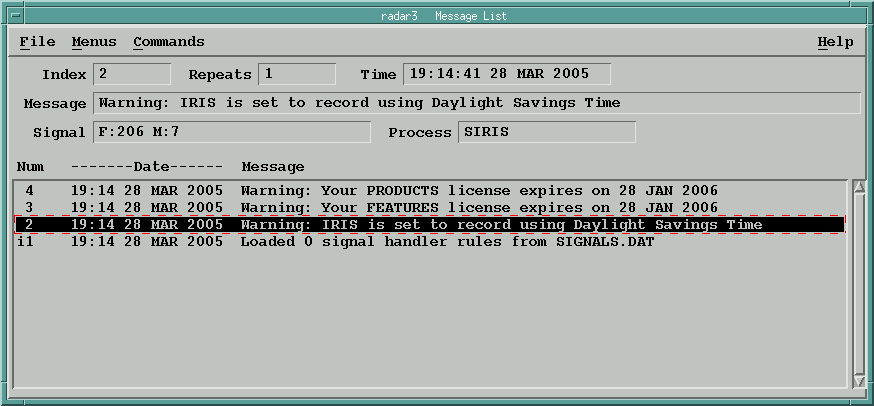 radar3 Message List
File Menus Commands Help
Index 2 Repeats 1 Time 19:14:41 28 MAR 2005
Message Warning: IRIS is set to record using Daylight Savings Time
Signal F:206 M:7 Process SIRIS
Num -------Date------ Message
4 19:14 28 MAR 2005 Warning: Your PRODUCTS license expires on 28 JAN 2006
3 19:14 28 MAR 2005 Warning: Your FEATURES license expires on 28 JAN 2006
2 19:14 28 MAR 2005 Warning: IRIS is set to record using Daylight Savings Time
i1 19:14 28 MAR 2005 Loaded 0 signal handler rules from SIGNALS.DAT